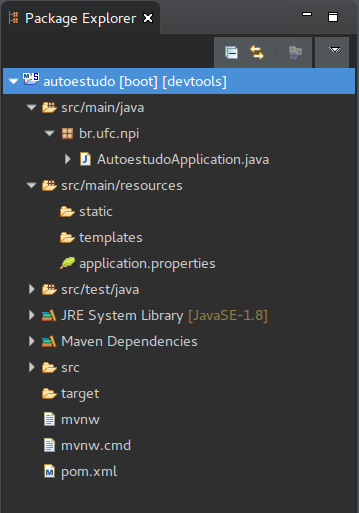 Package Explorer
autoestudo [boot] [devtools]
src/main/java
br.ufc.npi
AutoestudoApplication.java
src/main/resources
static
templates
application.properties
src/test/java
JRE System Library [JavaSE-1.8]
Maven Dependencies
src
target
mvnw
mvnw.cmd
pom.xml